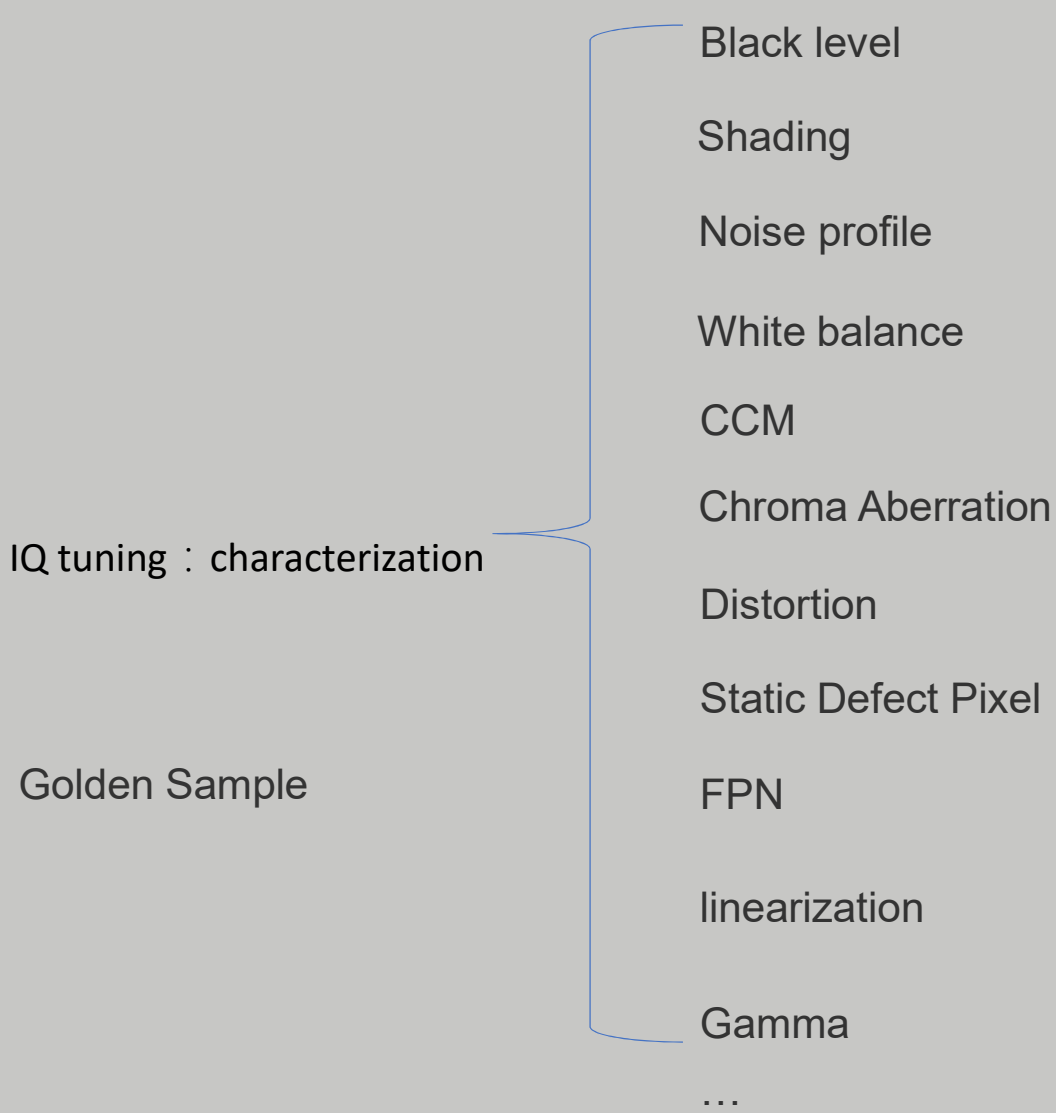 Black level
Shading
Noise profile
White balance
CCM
Chroma Aberration
IQ tuning：characterization
Distortion
Static Defect Pixel
Golden Sample
FPN
linearization
Gamma
…